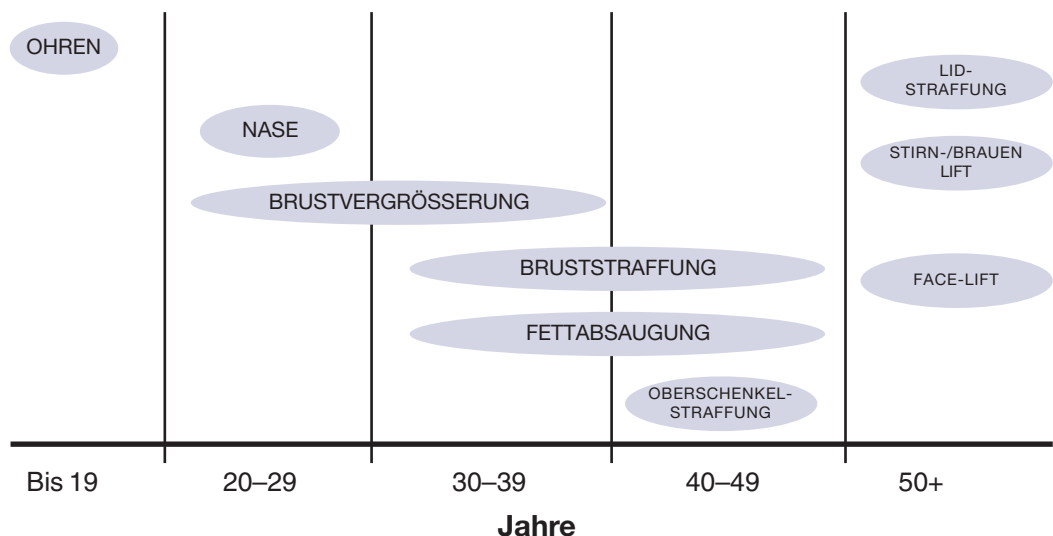 OHREN
LID-
STRAFFUNG
NASE
STIRN-/BRAUEN
LIFT
BRUSTVERGRÖSSERUNG
BRUSTSTRAFFUNG
FACE-LIFT
FETTABSAUGUNG
OBERSCHENKEL-
STRAFFUNG
Bis 19 20–29 30–39 40–49 50+
Jahre